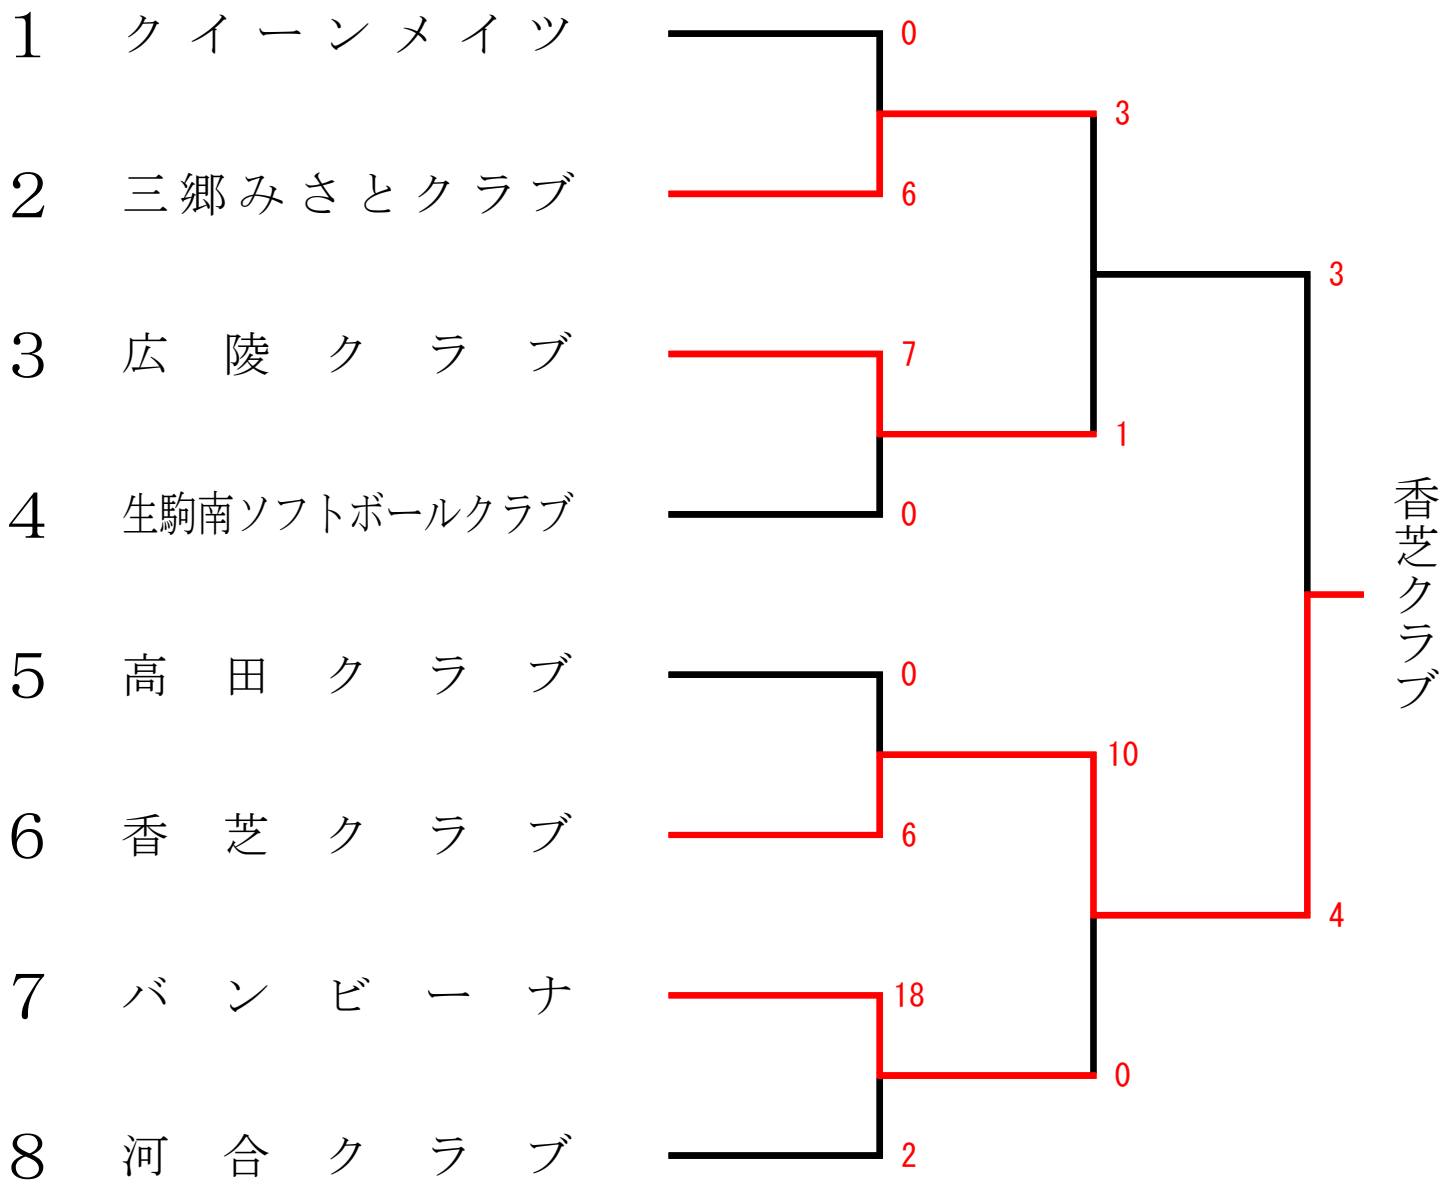 1 クイーンメイツ 0
3
2 三郷みさとクラブ 6
3
3 広陵クラブ 7
1
4 生駒南ソフトボールクラブ 0
香芝クラブ
5 高田クラブ 0
10
6 香芝クラブ 6
4
7 バンビーナ 18
0
8 河合クラブ 2